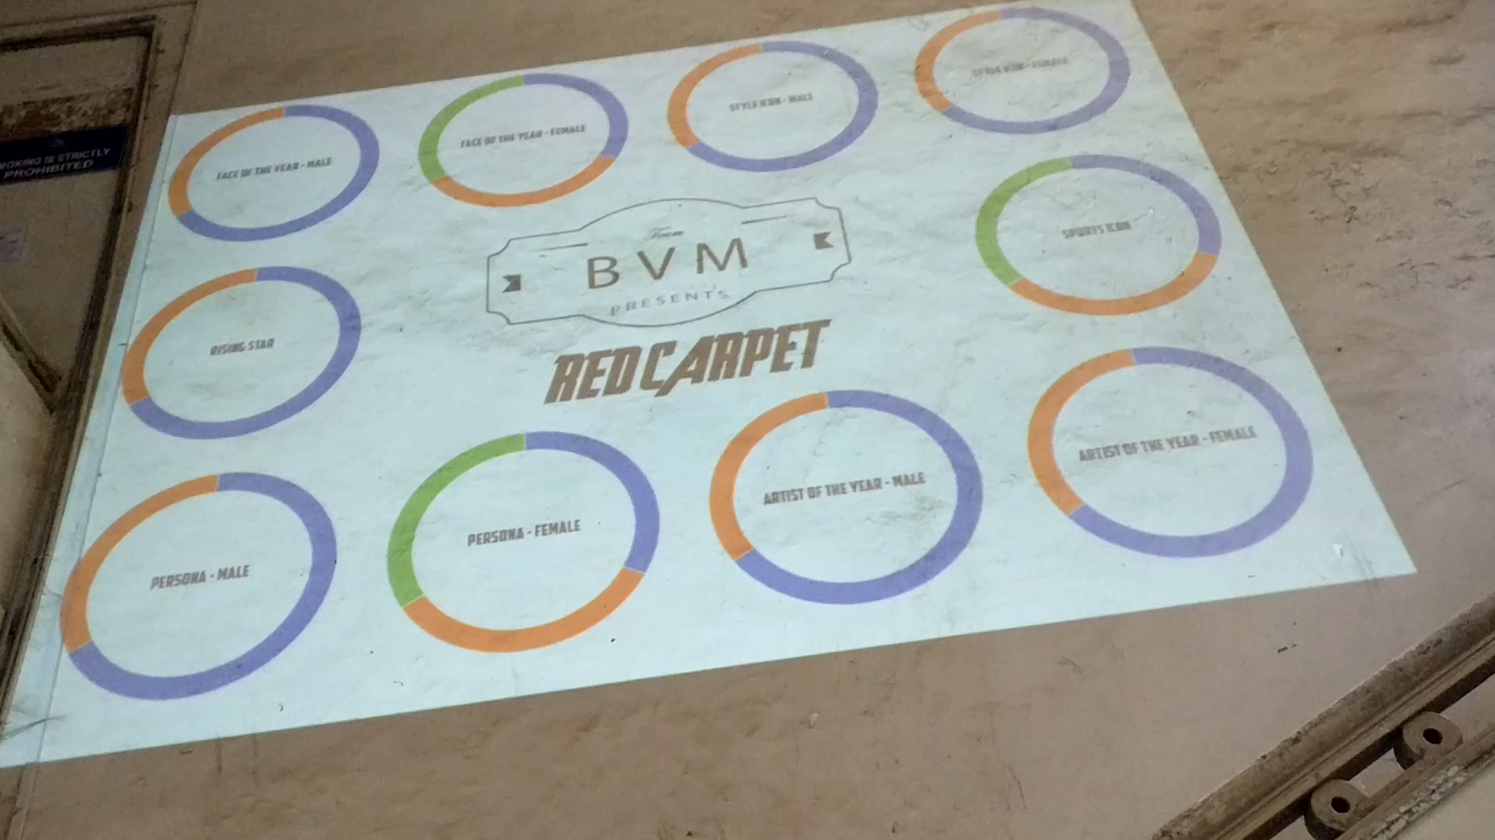 SMOKING IS STRICTLY
PROHIBITED
FACE OF THE YEAR - MALE
FACE OF THE YEAR - FEMALE
STYLE ICON - MALE
STYLE ICON - FEMALE
Team
BVM
PRESENTS
RED CARPET
SPORTS ICON
RISING STAR
PERSONA - MALE
PERSONA - FEMALE
ARTIST OF THE YEAR - MALE
ARTIST OF THE YEAR - FEMALE